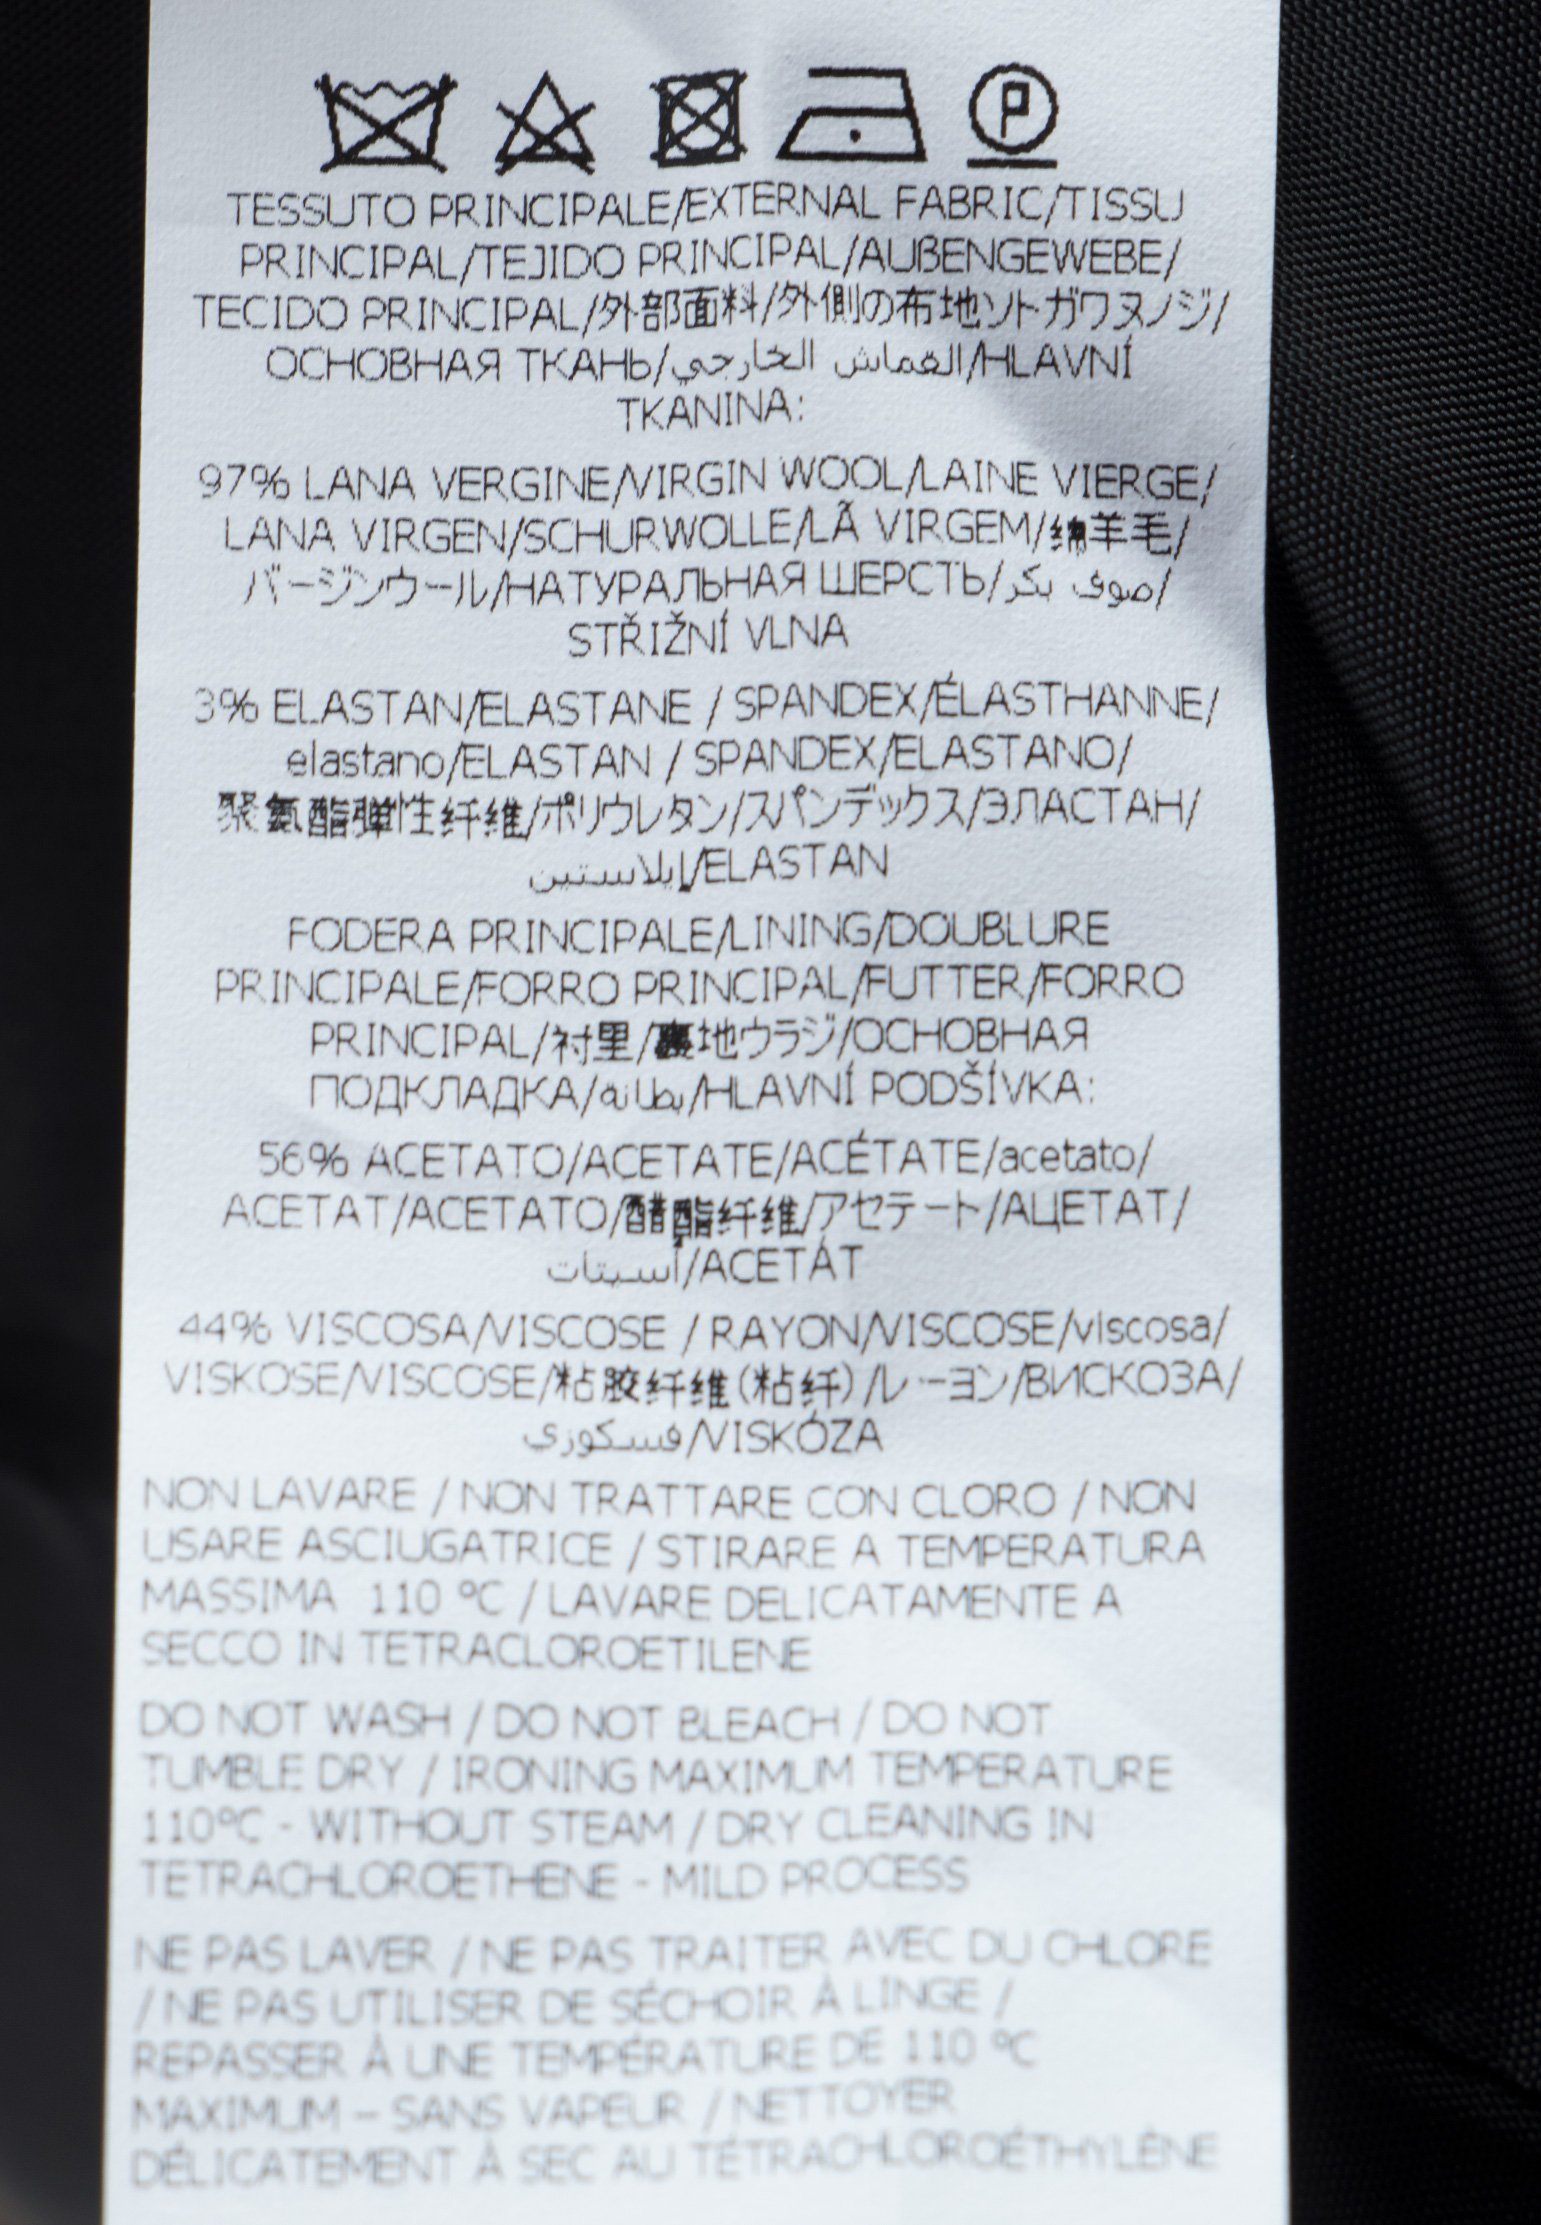 P
TESSUTO PRINCIPALE/EXTERNAL FABRIC/TISSU
PRINCIPAL/TEJIDO PRINCIPAL/AUßENGEWEBE/
TECIDO PRINCIPAL/外部面料/外側の布地ソトガワヌノジ/
ОСНОВНАЯ ТКАНЬ/القماش الخارجي/HLAVNÍ
TKANINA:
97% LANA VERGINE/VIRGIN WOOL/LAINE VIERGE/
LANA VIRGEN/SCHURWOLLE/LÃ VIRGEM/绵羊毛/
バージンウール/НАТУРАЛЬНАЯ ШЕРСТЬ/صوف بكر/
STŘIŽNÍ VLNA
3% ELASTAN/ELASTANE / SPANDEX/ÉLASTHANNE/
elastano/ELASTAN / SPANDEX/ELASTANO/
聚氨酯弹性纤维/ポリウレタン/スパンデックス/ЭЛАСТАН/
إيلاستين/ELASTAN
FODERA PRINCIPALE/LINING/DOUBLURE
PRINCIPALE/FORRO PRINCIPAL/FUTTER/FORRO
PRINCIPAL/衬里/裏地ウラジ/ОСНОВНАЯ
ПОДКЛАДКА/بطانة/HLAVNÍ PODŠÍVKA:
56% ACETATO/ACETATE/ACÉTATE/acetato/
ACETAT/ACETATO/醋酯纤维/アセテート/АЦЕТАТ/
أسيتات/ACETÁT
44% VISCOSA/VISCOSE / RAYON/VISCOSE/viscosa/
VISKOSE/VISCOSE/粘胶纤维(粘纤)/レーヨン/ВИСКОЗА/
فسكوزي/VISKÓZA
NON LAVARE / NON TRATTARE CON CLORO / NON
USARE ASCIUGATRICE / STIRARE A TEMPERATURA
MASSIMA 110 °C / LAVARE DELICATAMENTE A
SECCO IN TETRACLOROETILENE
DO NOT WASH / DO NOT BLEACH / DO NOT
TUMBLE DRY / IRONING MAXIMUM TEMPERATURE
110°C - WITHOUT STEAM / DRY CLEANING IN
TETRACHLOROETHENE - MILD PROCESS
NE PAS LAVER / NE PAS TRAITER AVEC DU CHLORE
/ NE PAS UTILISER DE SÉCHOIR À LINGE /
REPASSER À UNE TEMPÉRATURE DE 110 °C
MAXIMUM – SANS VAPEUR / NETTOYER
DÉLICATEMENT À SEC AU TÉTRACHLOROÉTHYLÈNE